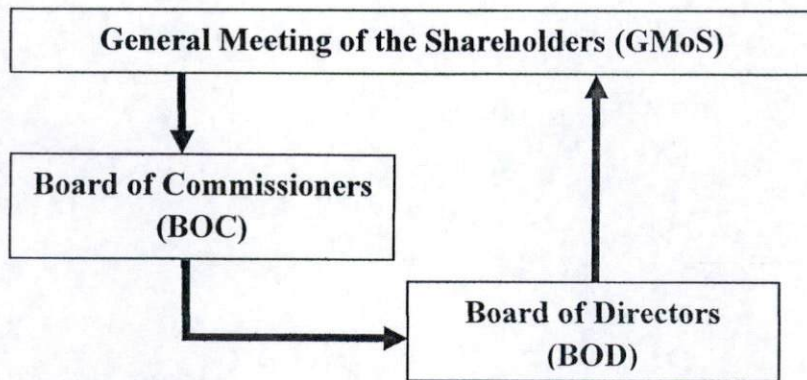 General Meeting of the Shareholders (GMoS)
Board of Commissioners
(BOC)
Board of Directors
(BOD)